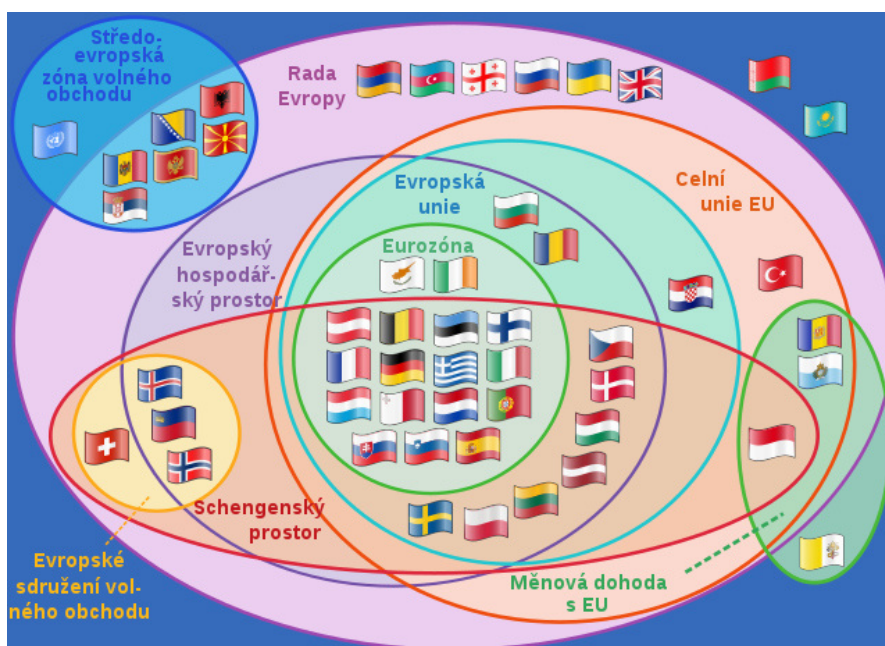 Středo-
evropská
zóna volného
obchodu
Rada
Evropy
Evropská
unie
Celní
unie EU
Evropský
hospodář-
ský prostor
Eurozóna
Schengenský
prostor
Evropské
sdružení vol-
ného obchodu
Měnová dohoda
s EU